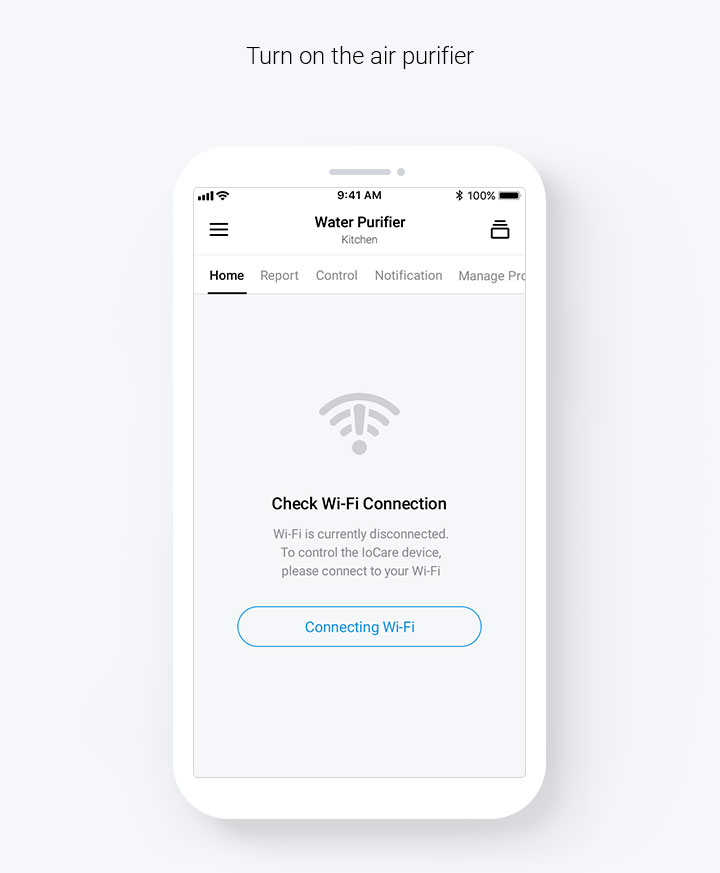 Turn on the air purifier
9:41 AM
100%
Water Purifier
Kitchen
Home Report Control Notification Manage Pro
Check Wi-Fi Connection
Wi-Fi is currently disconnected.
To control the IoCare device,
please connect to your Wi-Fi
Connecting Wi-Fi